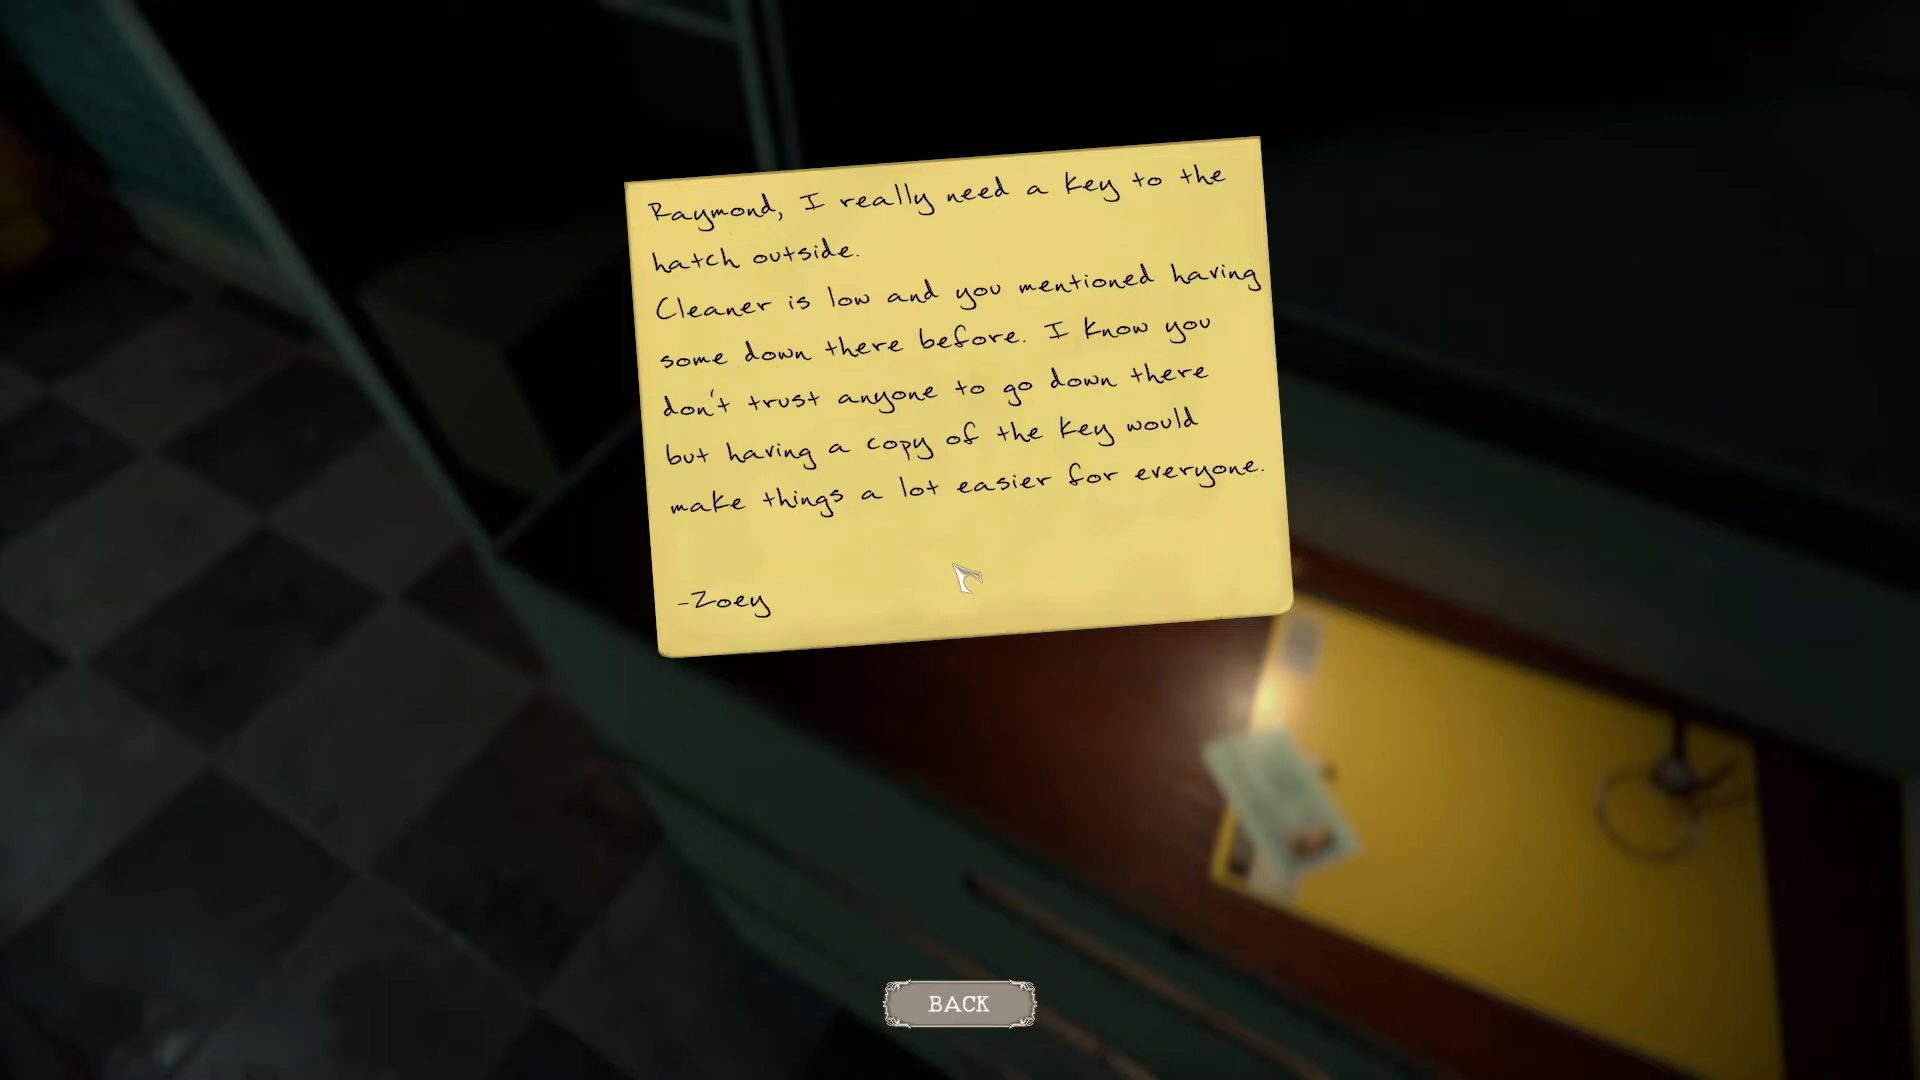 Raymond, I really need a key to the
hatch outside.
Cleaner is low and you mentioned having
some down there before. I know you
don't trust anyone to go down there
but having a copy of the key would
make things a lot easier for everyone.
-Zoey
BACK